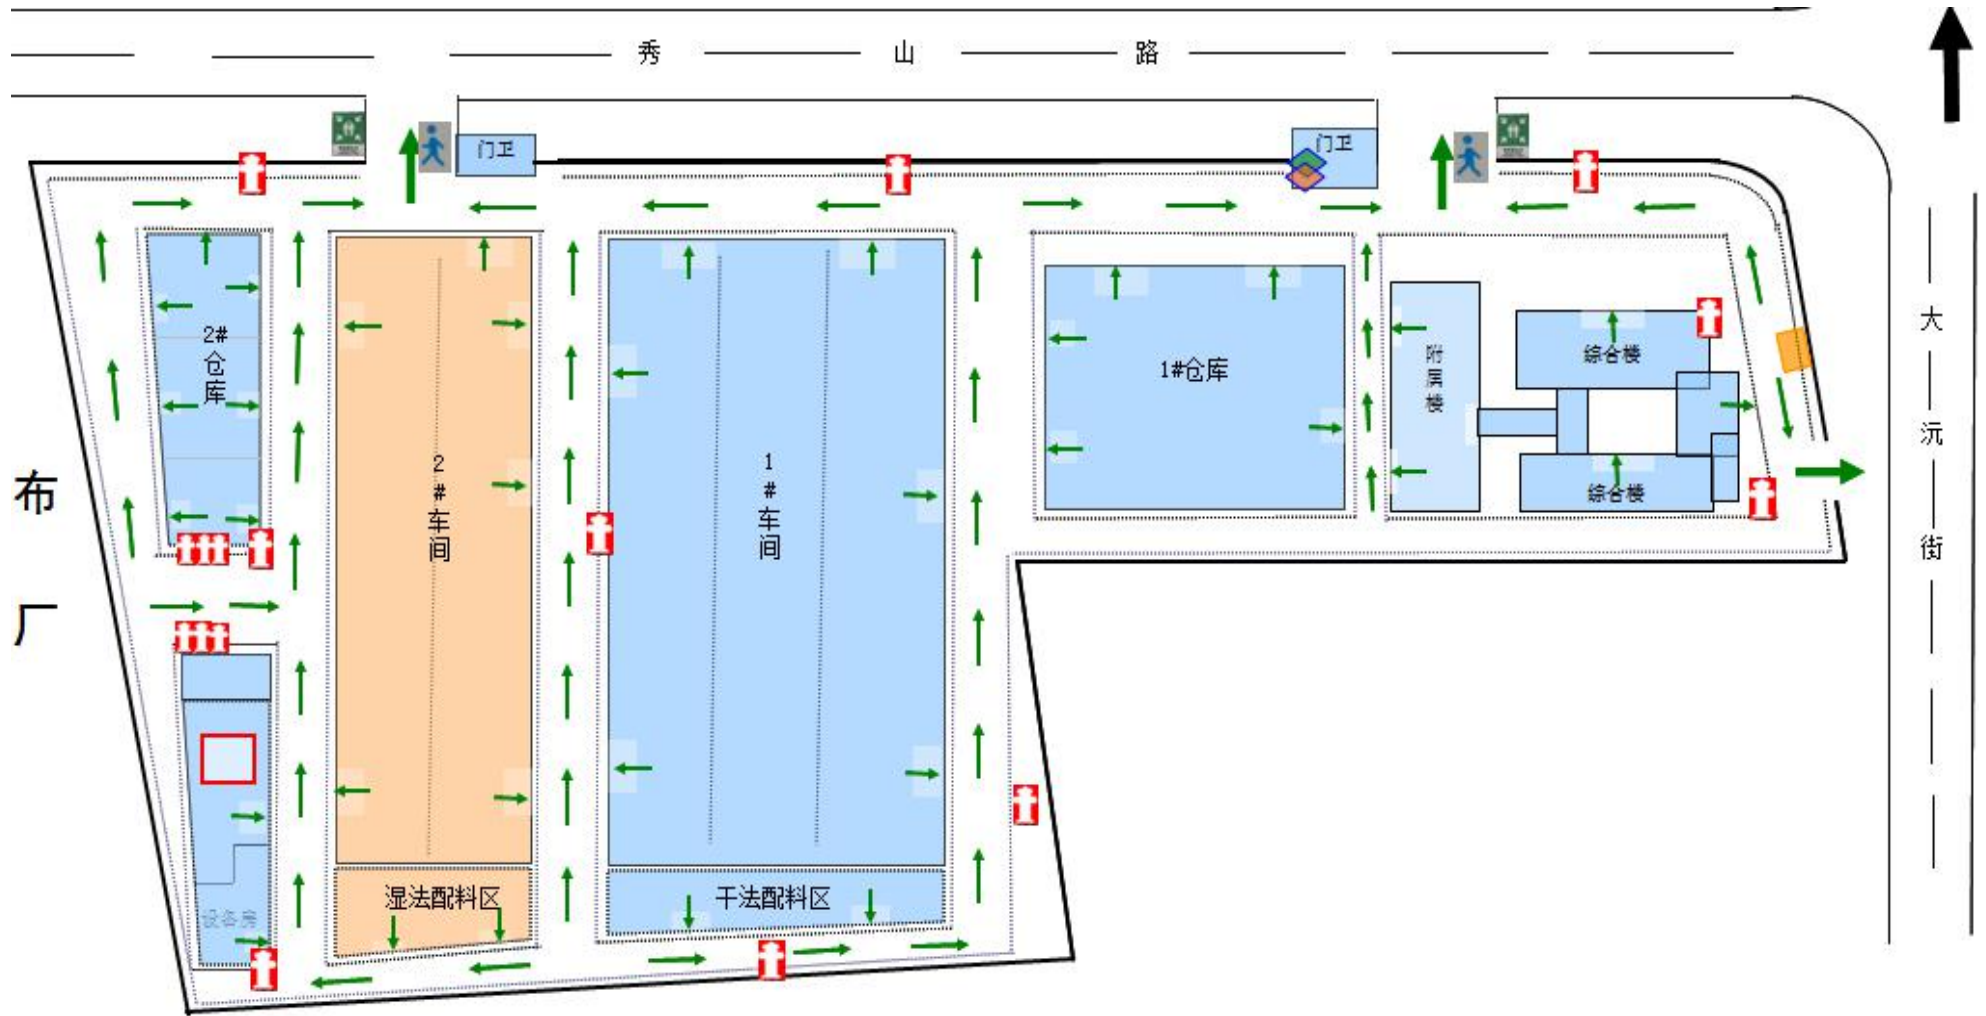 秀山路
门卫
门卫
2#仓库
2#车间
1#车间
1#仓库
附属楼
综合楼
综合楼
大沅街
布厂
湿法配料区
干法配料区
设备房